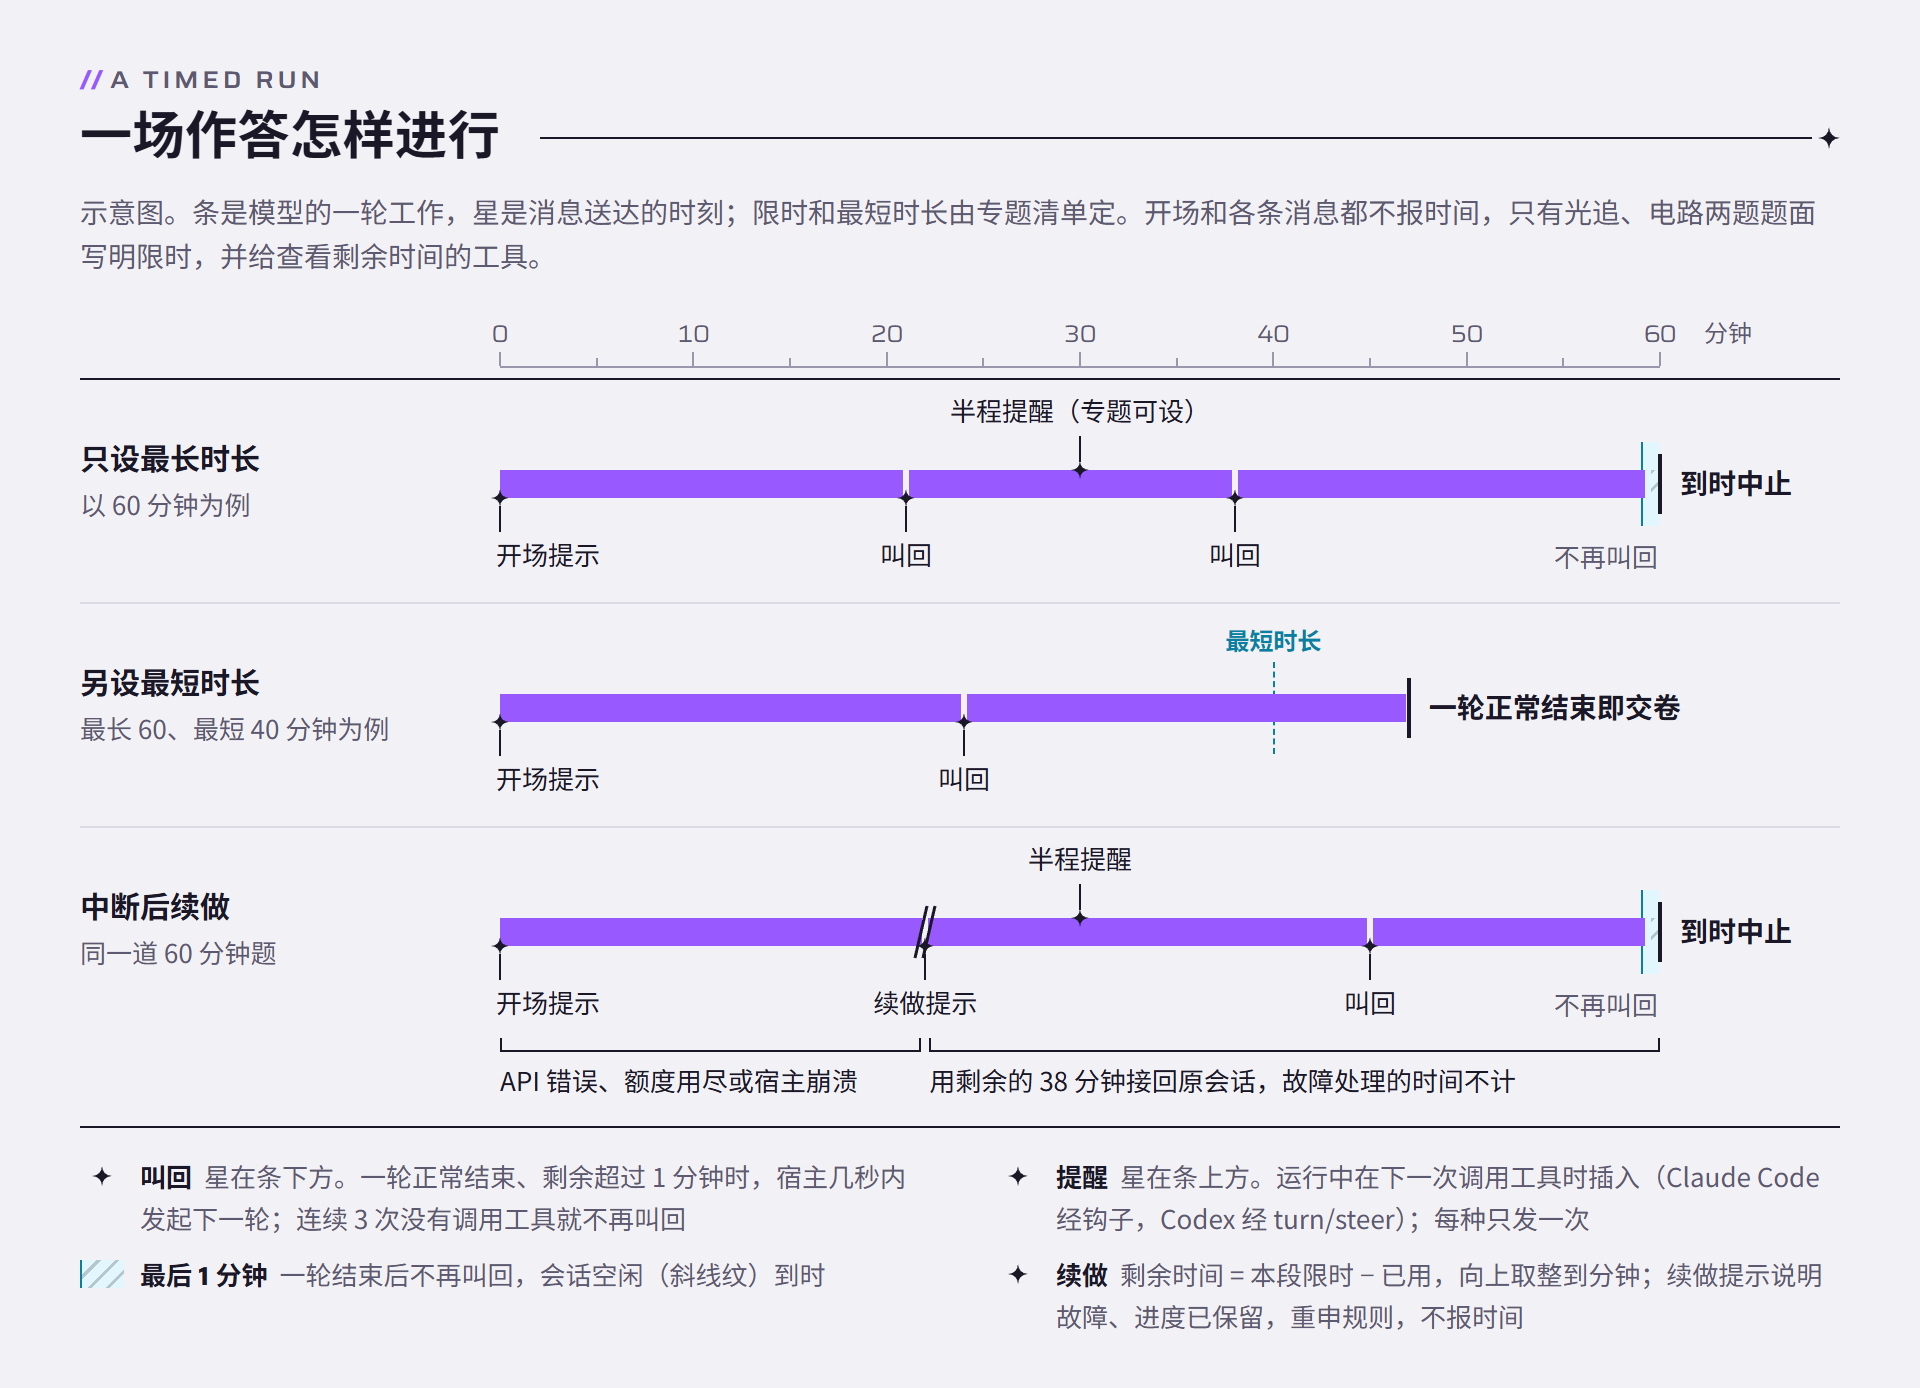 // A TIMED RUN
一场作答怎样进行
示意图。条是模型的一轮工作，星是消息送达的时刻；限时和最短时长由专题清单定。开场和各条消息都不报时间，只有光追、电路两题题面
写明限时，并给查看剩余时间的工具。
0 10 20 30 40 50 60 分钟
半程提醒（专题可设）
只设最长时长
以 60 分钟为例
到时中止
开场提示 叫回 叫回 不再叫回
最短时长
另设最短时长
最长 60、最短 40 分钟为例
一轮正常结束即交卷
开场提示 叫回
半程提醒
中断后续做
同一道 60 分钟题
到时中止
开场提示 续做提示 叫回 不再叫回
API 错误、额度用尽或宿主崩溃 用剩余的 38 分钟接回原会话，故障处理的时间不计
叫回 星在条下方。一轮正常结束、剩余超过 1 分钟时，宿主几秒内
发起下一轮；连续 3 次没有调用工具就不再叫回
最后 1 分钟 一轮结束后不再叫回，会话空闲（斜线纹）到时
提醒 星在条上方。运行中在下一次调用工具时插入（Claude Code
经钩子，Codex 经 turn/steer）；每种只发一次
续做 剩余时间 = 本段限时 − 已用，向上取整到分钟；续做提示说明
故障、进度已保留，重申规则，不报时间